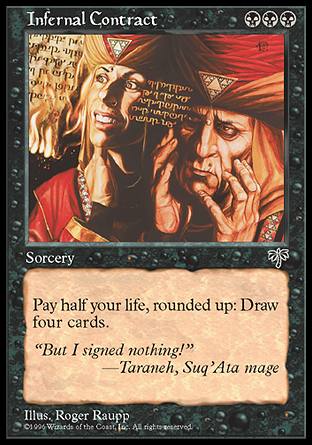 Infernal Contract
Sorcery
Pay half your life, rounded up: Draw
four cards.
"But I signed nothing!"
—Taraneh, Suq'Ata mage
Illus. Roger Raupp
©1996 Wizards of the Coast, Inc. All rights reserved.